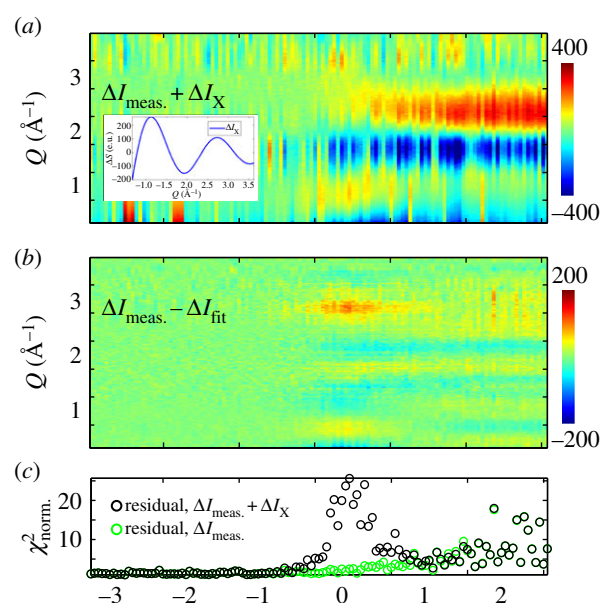 (a)
400
3
ΔI_meas. + ΔI_X
Q (Å⁻¹)
2
200
100
0
−100
−200
ΔS (e.u.)
ΔI_X
−1.0 −1.5 −2.0 −2.5 3.0 3.5
Q (Å⁻¹)
1
−400
(b)
200
3
ΔI_meas. − ΔI_fit
Q (Å⁻¹)
2
1
−200
(c)
20
10
χ²_norm.
residual, ΔI_meas. + ΔI_X
residual, ΔI_meas.
−3 −2 −1 0 1 2